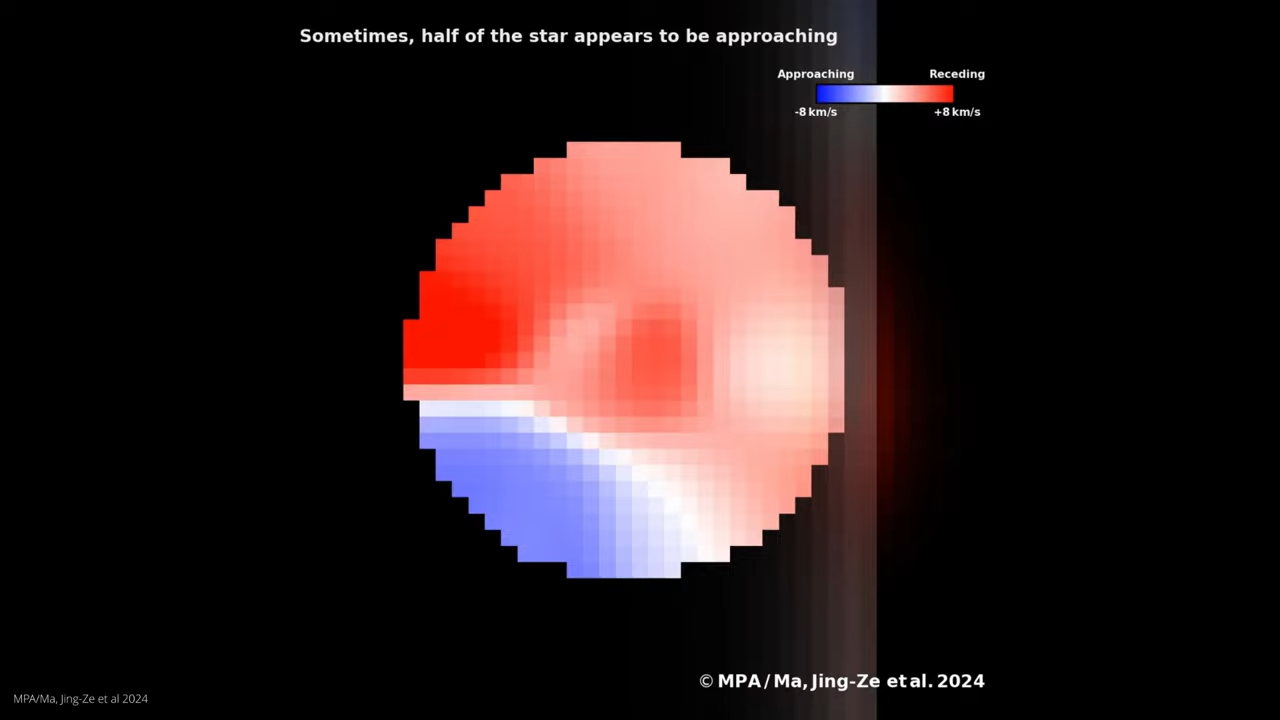 Sometimes, half of the star appears to be approaching
Approaching Receding
-8 km/s +8 km/s
© MPA / Ma, Jing-Ze et al. 2024
MPA/Ma, Jing-Ze et al 2024